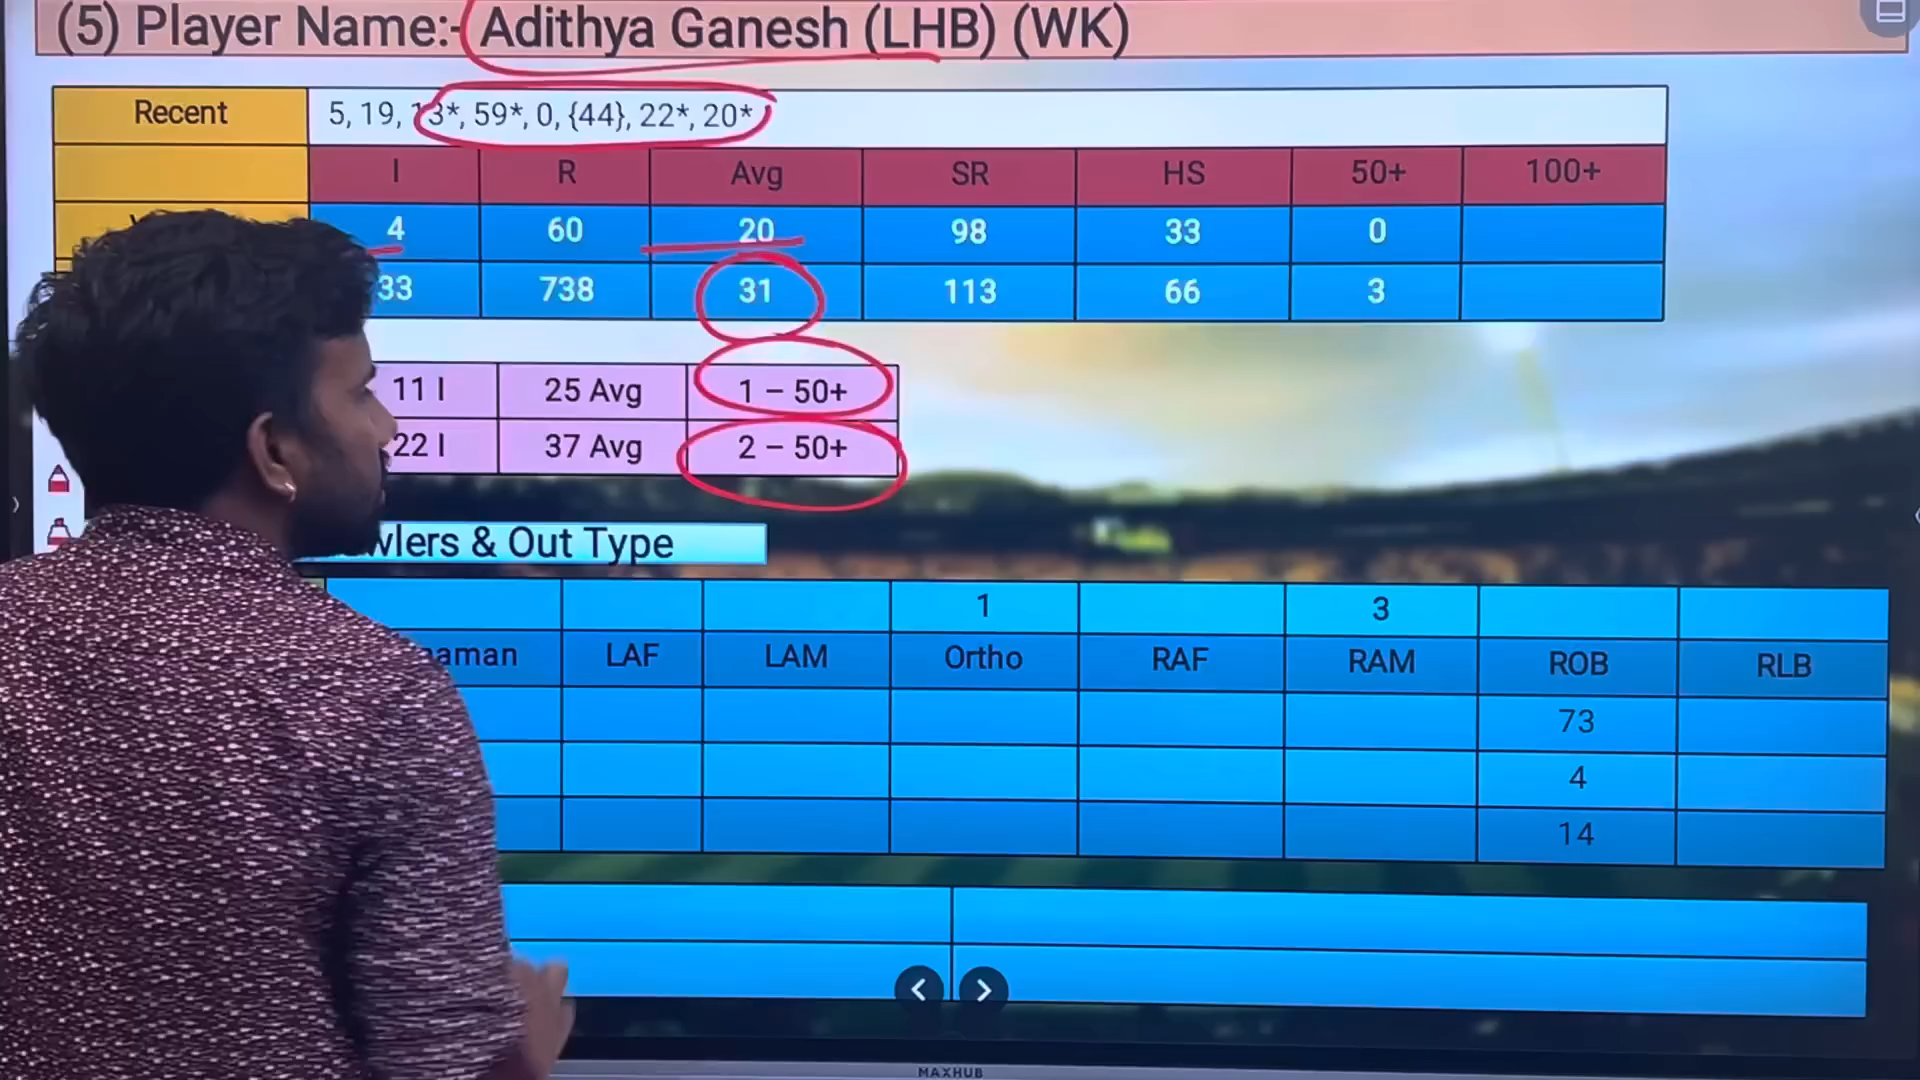 (5) Player Name:- Adithya Ganesh (LHB) (WK)
Recent 5, 19, 13*, 59*, 0, {44}, 22*, 20*
I R Avg SR HS 50+ 100+
4 60 20 98 33 0
33 738 31 113 66 3
11 I 25 Avg 1 – 50+
22 I 37 Avg 2 – 50+
wlers & Out Type
1 3
aman LAF LAM Ortho RAF RAM ROB RLB
73
4
14
MAXHUB